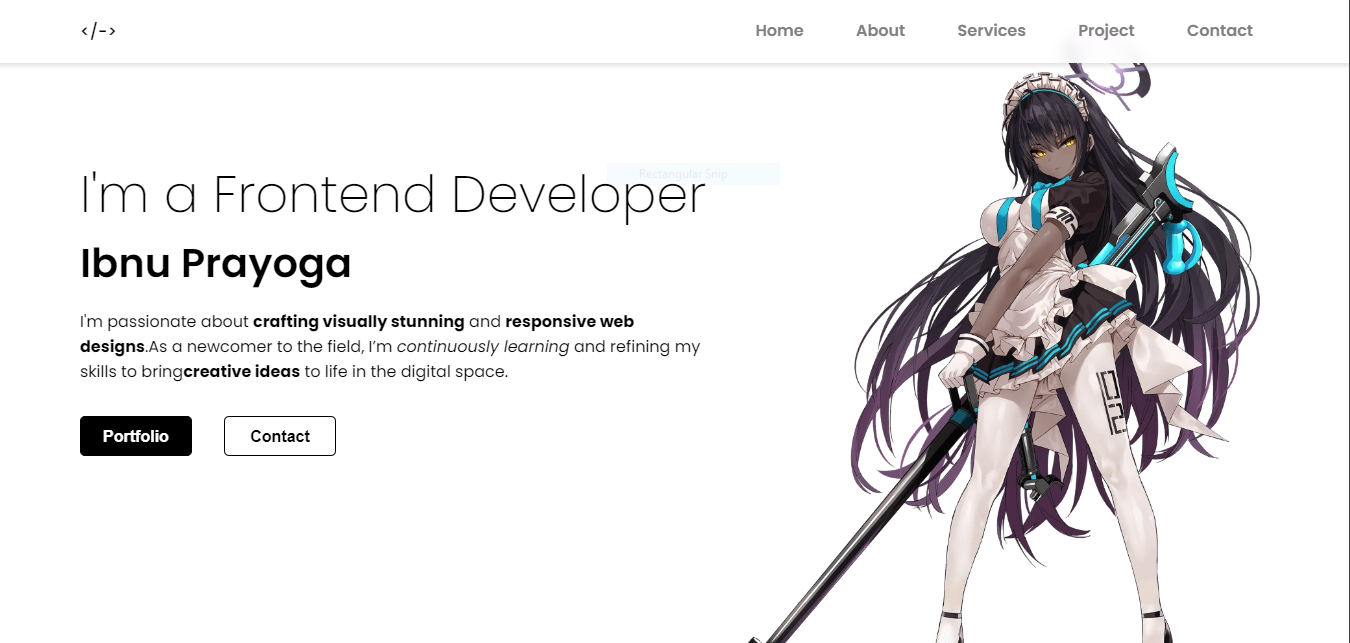 </-> Home About Services Project Contact
Rectangular Snip
I'm a Frontend Developer
Ibnu Prayoga
I'm passionate about crafting visually stunning and responsive web
designs.As a newcomer to the field, I’m continuously learning and refining my
skills to bringcreative ideas to life in the digital space.
Portfolio Contact
02